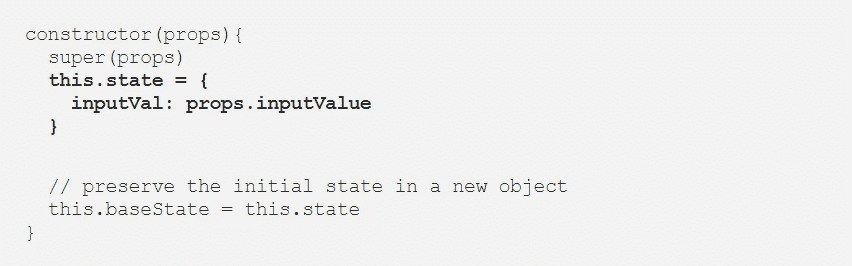 constructor(props){
  super(props)
  this.state = {
    inputVal: props.inputValue
  }
  // preserve the initial state in a new object
  this.baseState = this.state
}